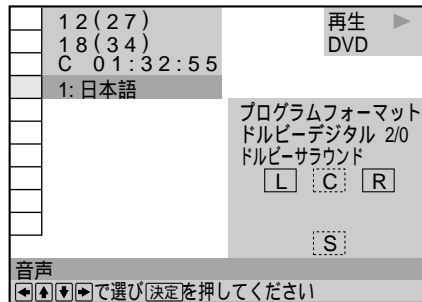 12(27)
18(34)
C 01:32:55
1: 日本語
再生 ▶
DVD
プログラムフォーマット
ドルビーデジタル 2/0
ドルビーサラウンド
L C R
S
音声
←↑↓→で選び決定を押してください